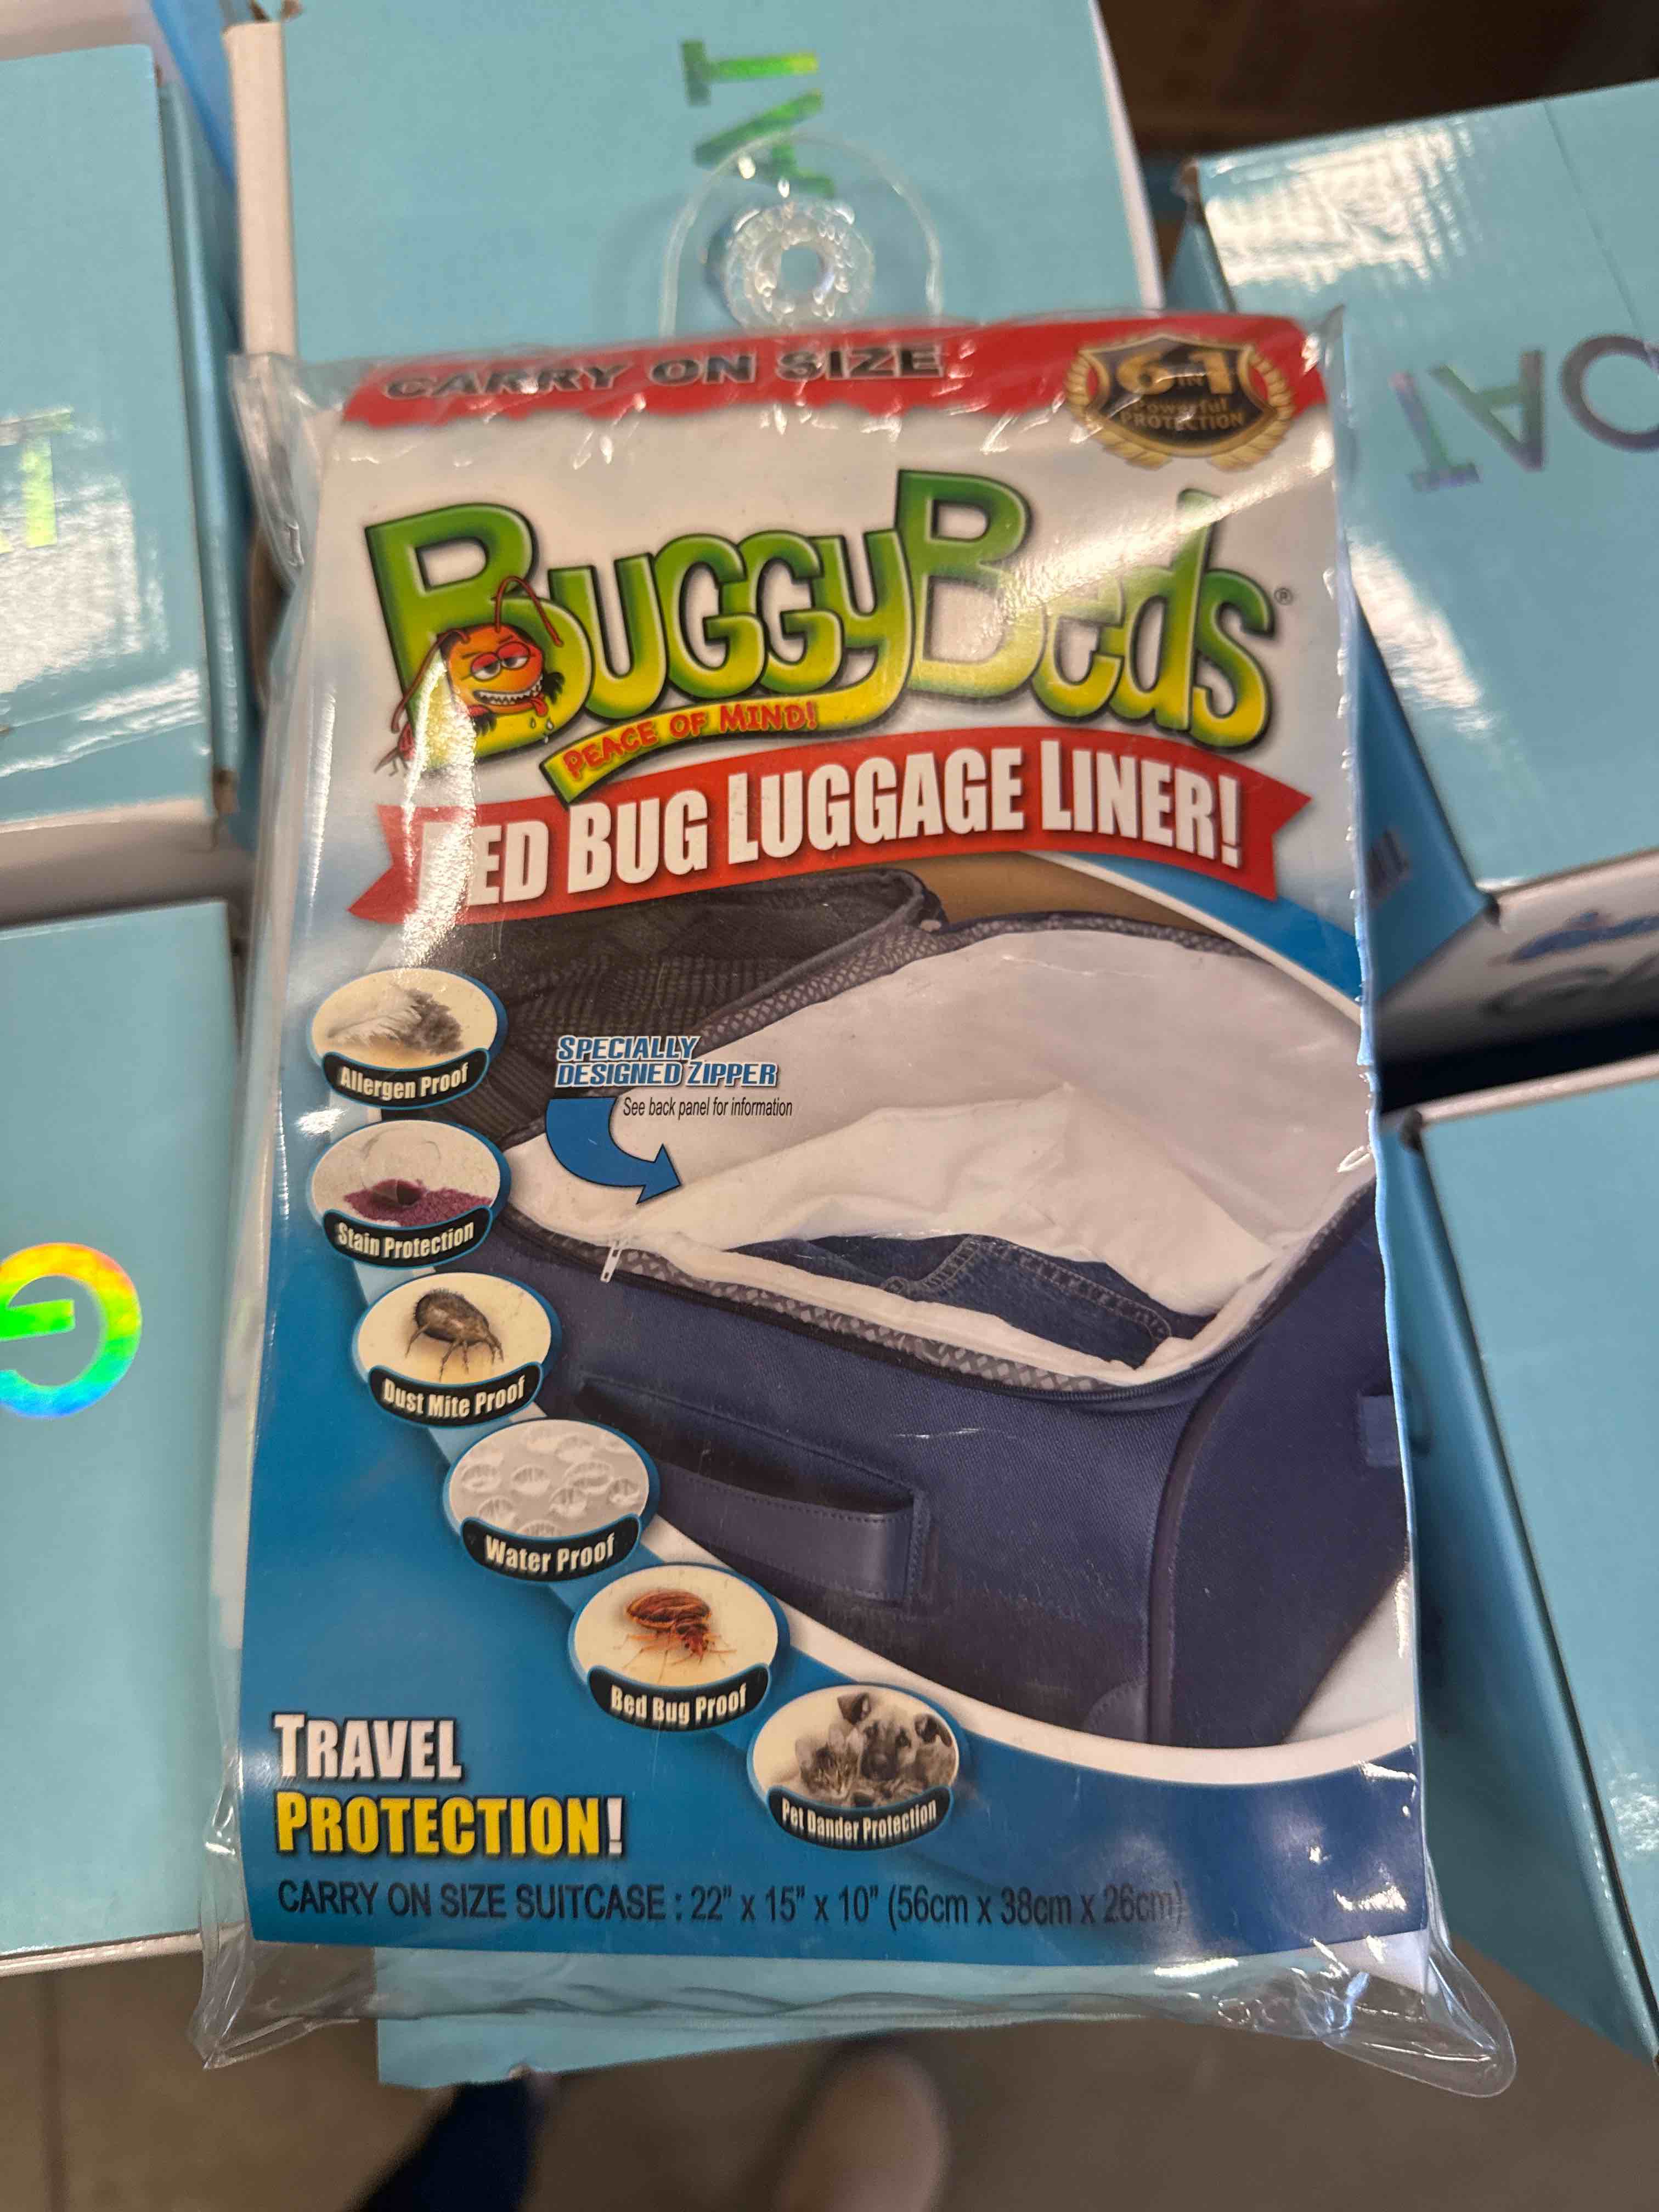 CARRY ON SIZE
6 IN 1
Powerful
PROTECTION
BUGGYBEDS®
PEACE OF MIND!
BED BUG LUGGAGE LINER!
Allergen Proof
SPECIALLY
DESIGNED ZIPPER
See back panel for information
Stain Protection
Dust Mite Proof
Water Proof
Bed Bug Proof
Pet Dander Protection
TRAVEL
PROTECTION!
CARRY ON SIZE SUITCASE : 22" x 15" x 10" (56cm x 38cm x 26cm)
OAT
G